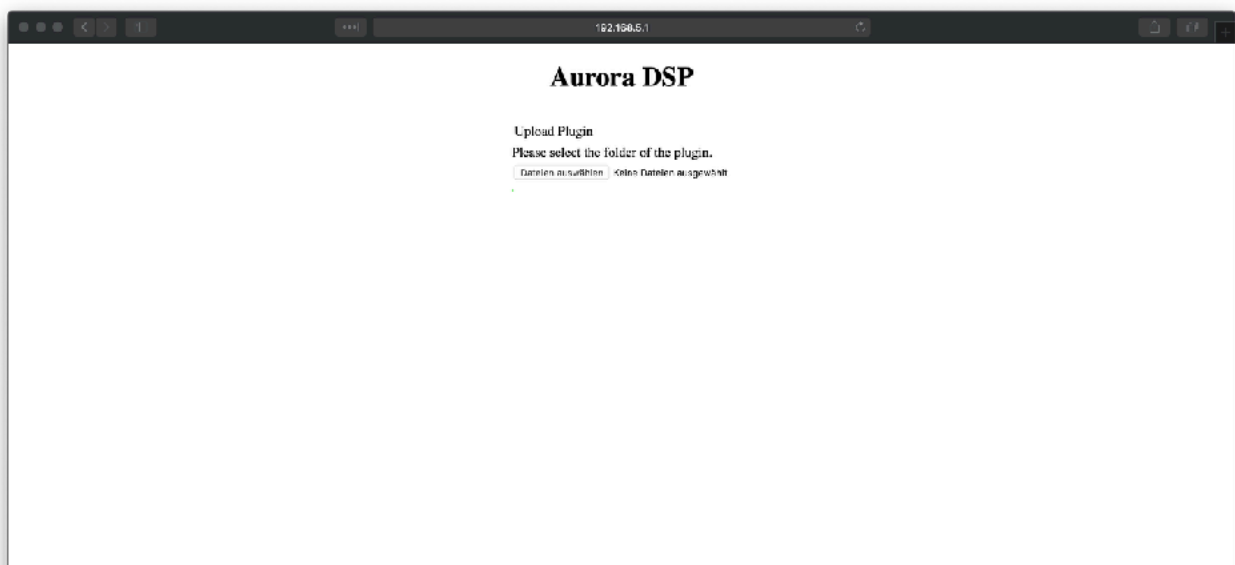 192.168.5.1
Aurora DSP
Upload Plugin
Please select the folder of the plugin.
Dateien auswählen Keine Dateien ausgewählt